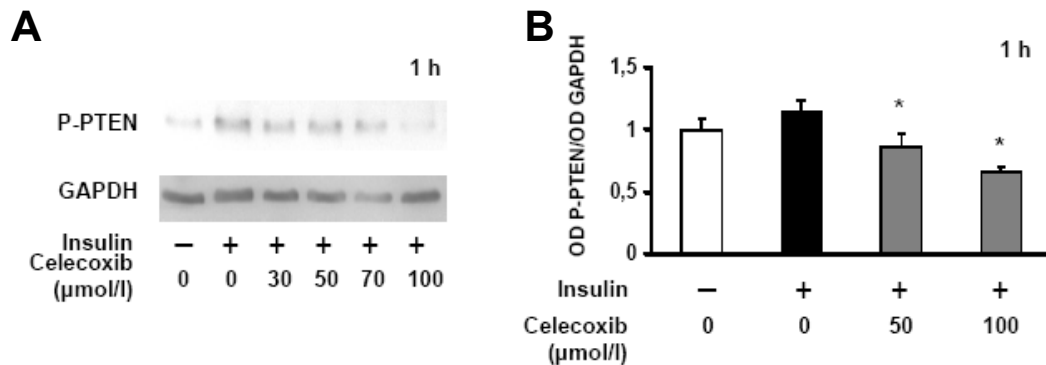 A
1 h
P-PTEN
GAPDH
Insulin − + + + + +
Celecoxib
(μmol/l) 0 0 30 50 70 100
B
1 h
OD P-PTEN/OD GAPDH
1,5
1
0,5
0
* *
Insulin − + + +
Celecoxib 0 0 50 100
(μmol/l)